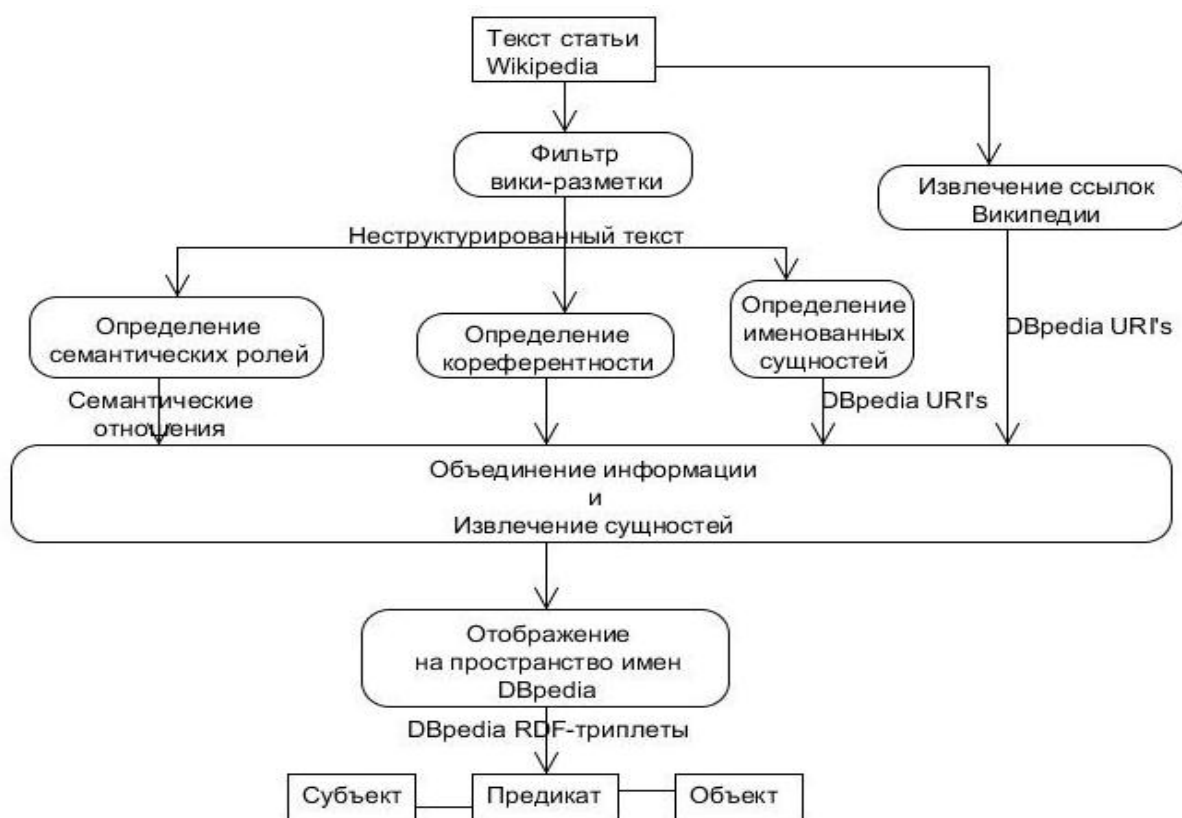 Текст статьи
Wikipedia
Фильтр
вики-разметки
Извлечение ссылок
Википедии
Неструктурированный текст
Определение
семантических ролей
Определение
кореферентности
Определение
именованных
сущностей
DBpedia URI's
Семантические
отношения
DBpedia URI's
Объединение информации
и
Извлечение сущностей
Отображение
на пространство имен
DBpedia
DBpedia RDF-триплеты
Субъект
Предикат
Объект